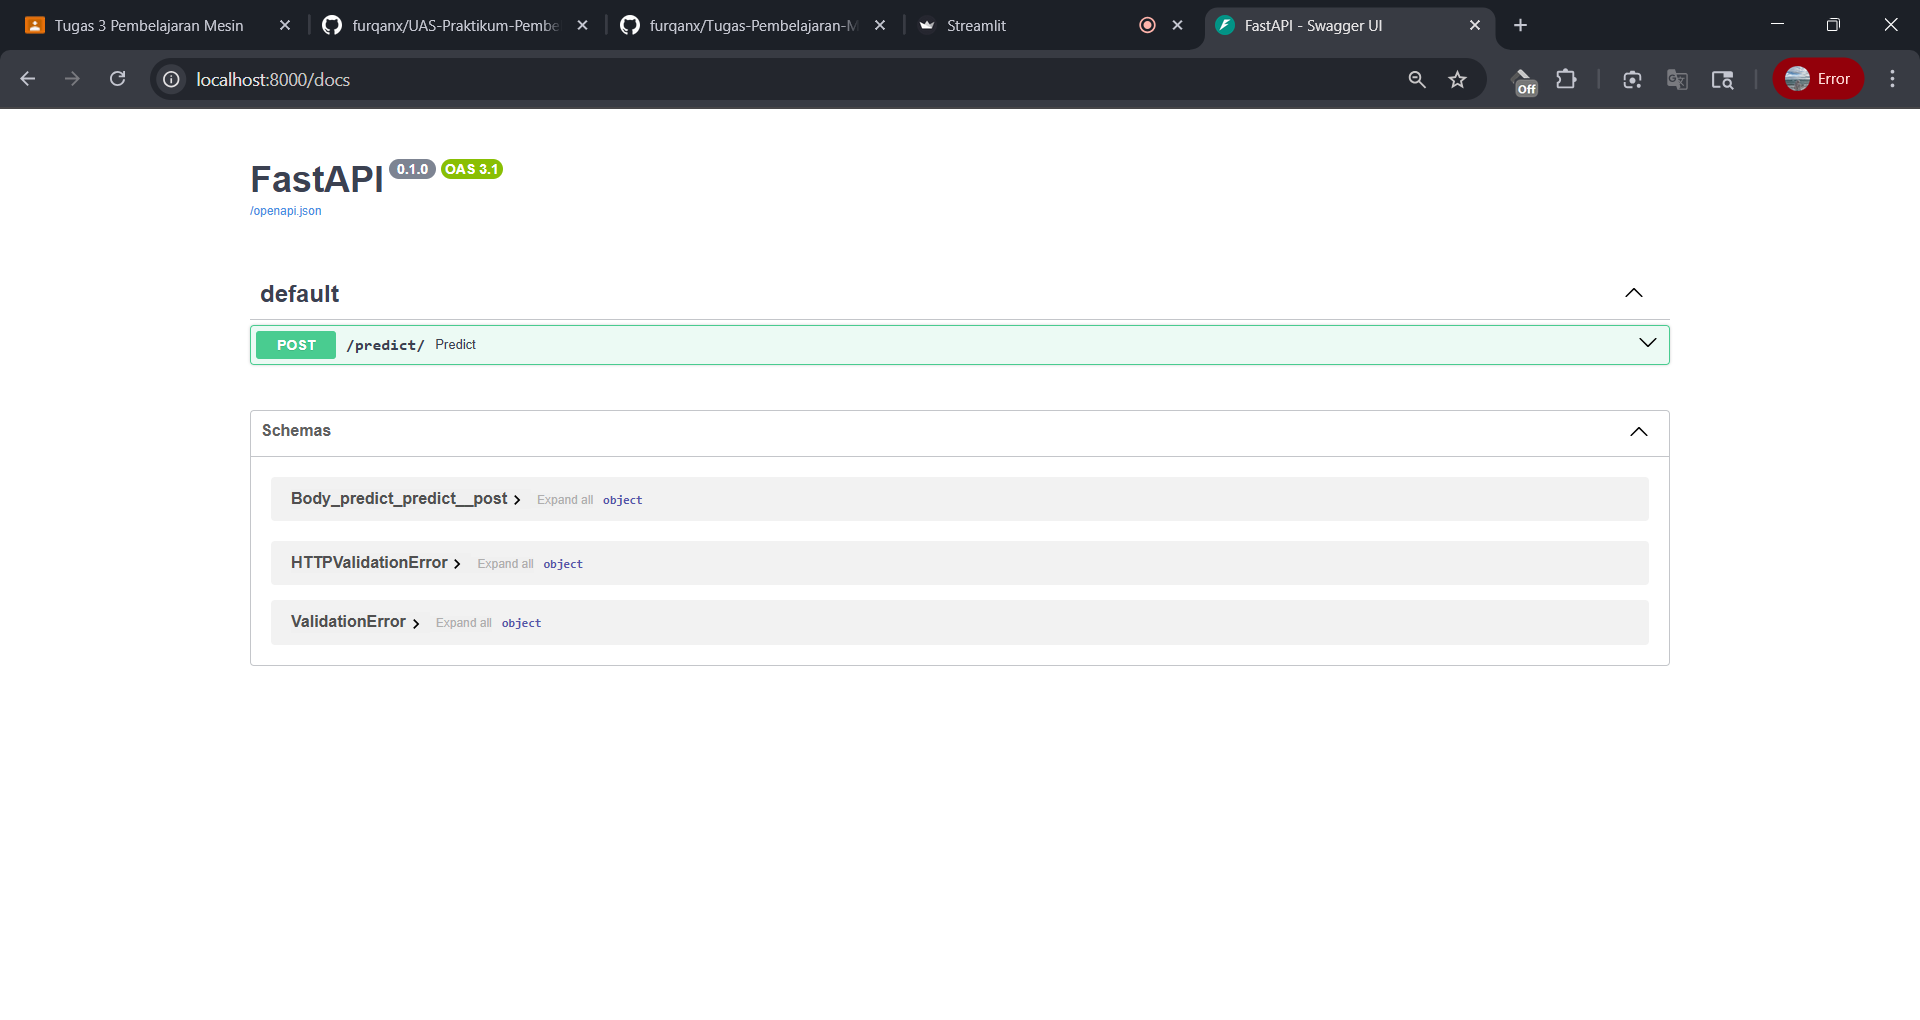 Tugas 3 Pembelajaran Mesin
furqanx/UAS-Praktikum-Pembe
furqanx/Tugas-Pembelajaran-M
Streamlit
FastAPI - Swagger UI
localhost:8000/docs
Off
Error
FastAPI 0.1.0 OAS 3.1
/openapi.json
default
POST /predict/ Predict
Schemas
Body_predict_predict__post Expand all object
HTTPValidationError Expand all object
ValidationError Expand all object